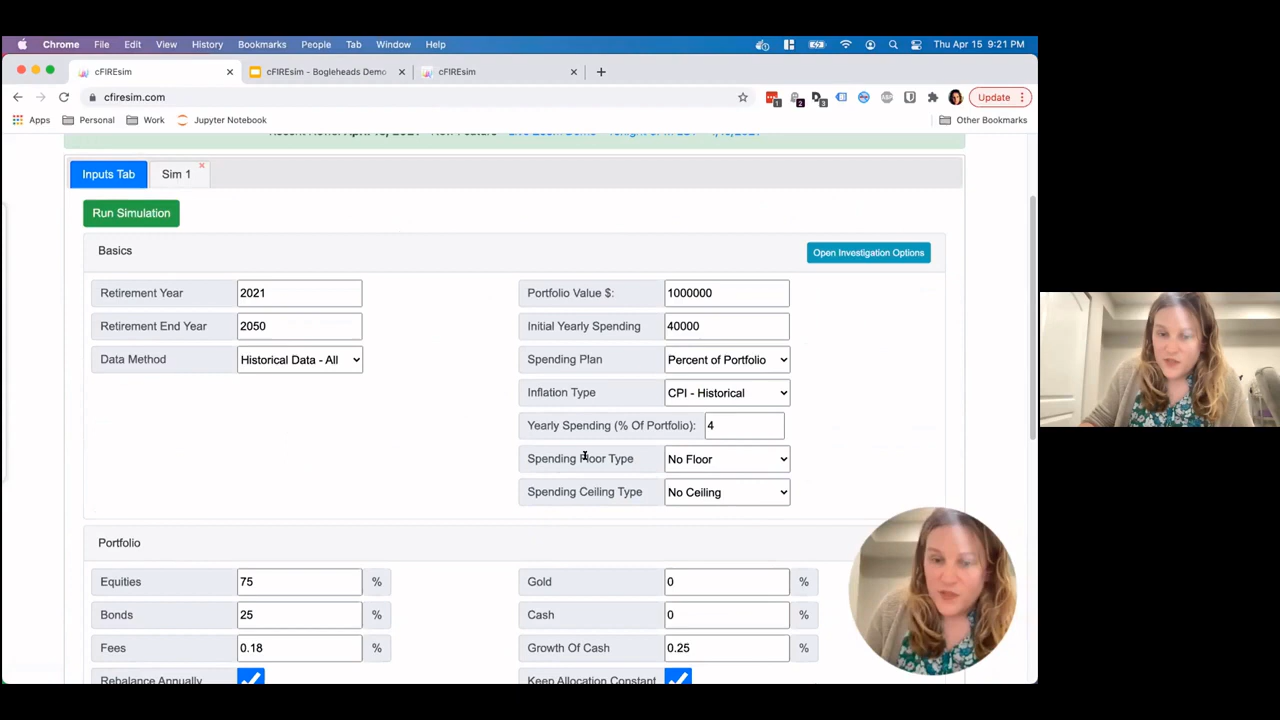 Chrome File Edit View History Bookmarks People Tab Window Help Thu Apr 15 9:21 PM
cFIREsim cFIREsim - Bogleheads Demo cFIREsim
cfiresim.com Update
Apps Personal Work Jupyter Notebook Other Bookmarks
Inputs Tab Sim 1
Run Simulation
Basics Open Investigation Options
Retirement Year 2021 Portfolio Value $: 1000000
Retirement End Year 2050 Initial Yearly Spending 40000
Data Method Historical Data - All Spending Plan Percent of Portfolio
Inflation Type CPI - Historical
Yearly Spending (% Of Portfolio): 4
Spending Floor Type No Floor
Spending Ceiling Type No Ceiling
Portfolio
Equities 75 % Gold 0 %
Bonds 25 % Cash 0 %
Fees 0.18 % Growth Of Cash 0.25 %
Rebalance Annually Keep Allocation Constant